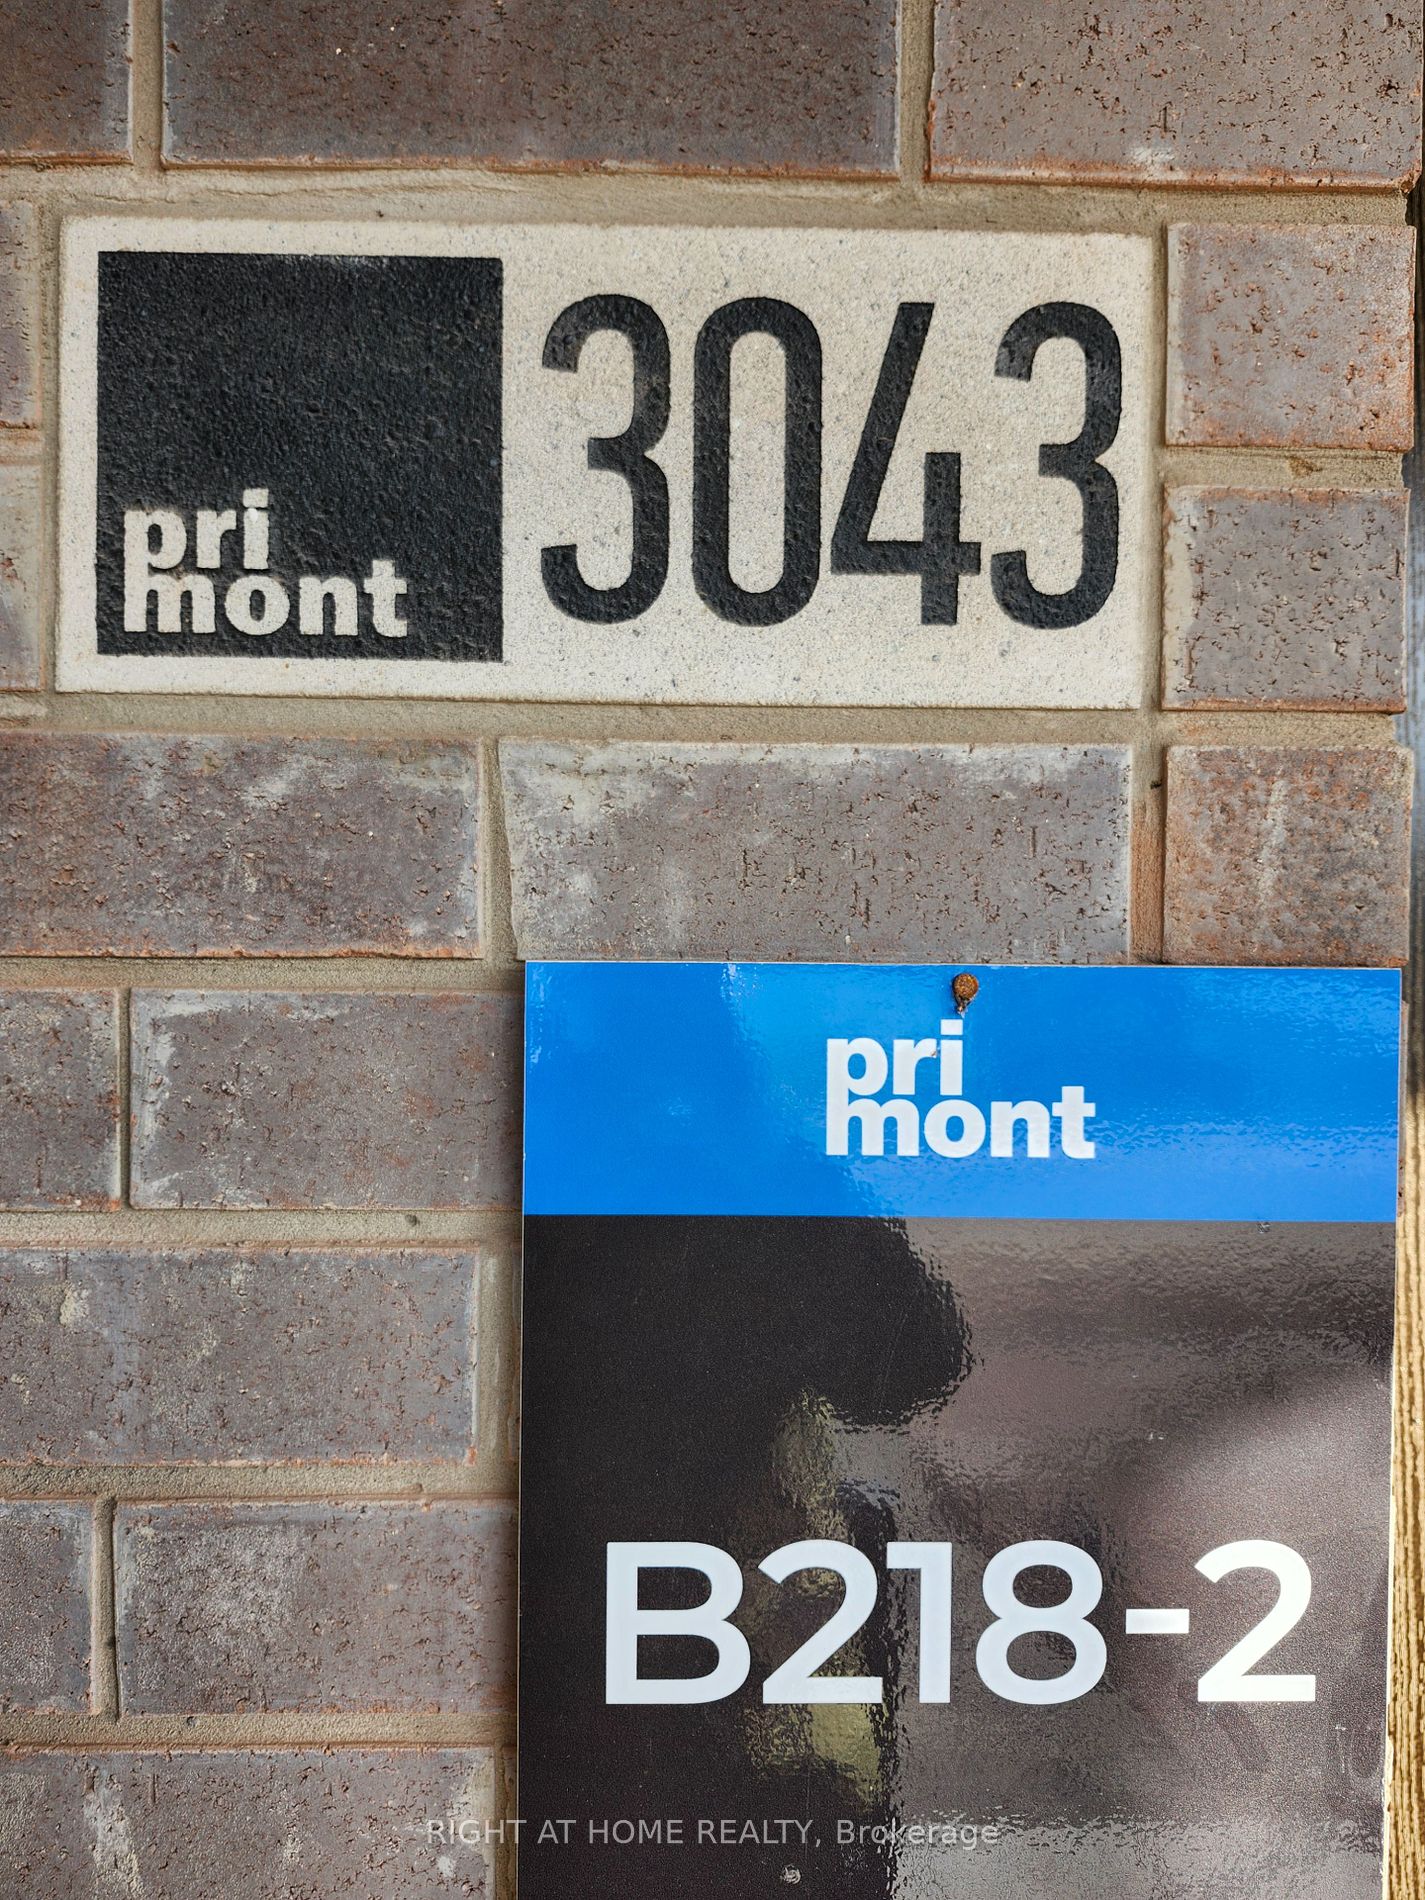 pri
mont
3043
pri
mont
B218-2
RIGHT AT HOME REALTY, Brokerage